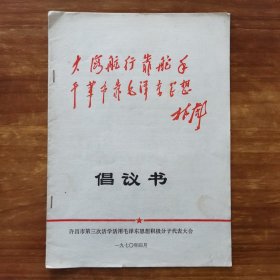 大海航行靠舵手
干革命靠毛泽东思想
林彪
倡议书
许昌市第三次活学活用毛泽东思想积极分子代表大会
一九七〇年四月